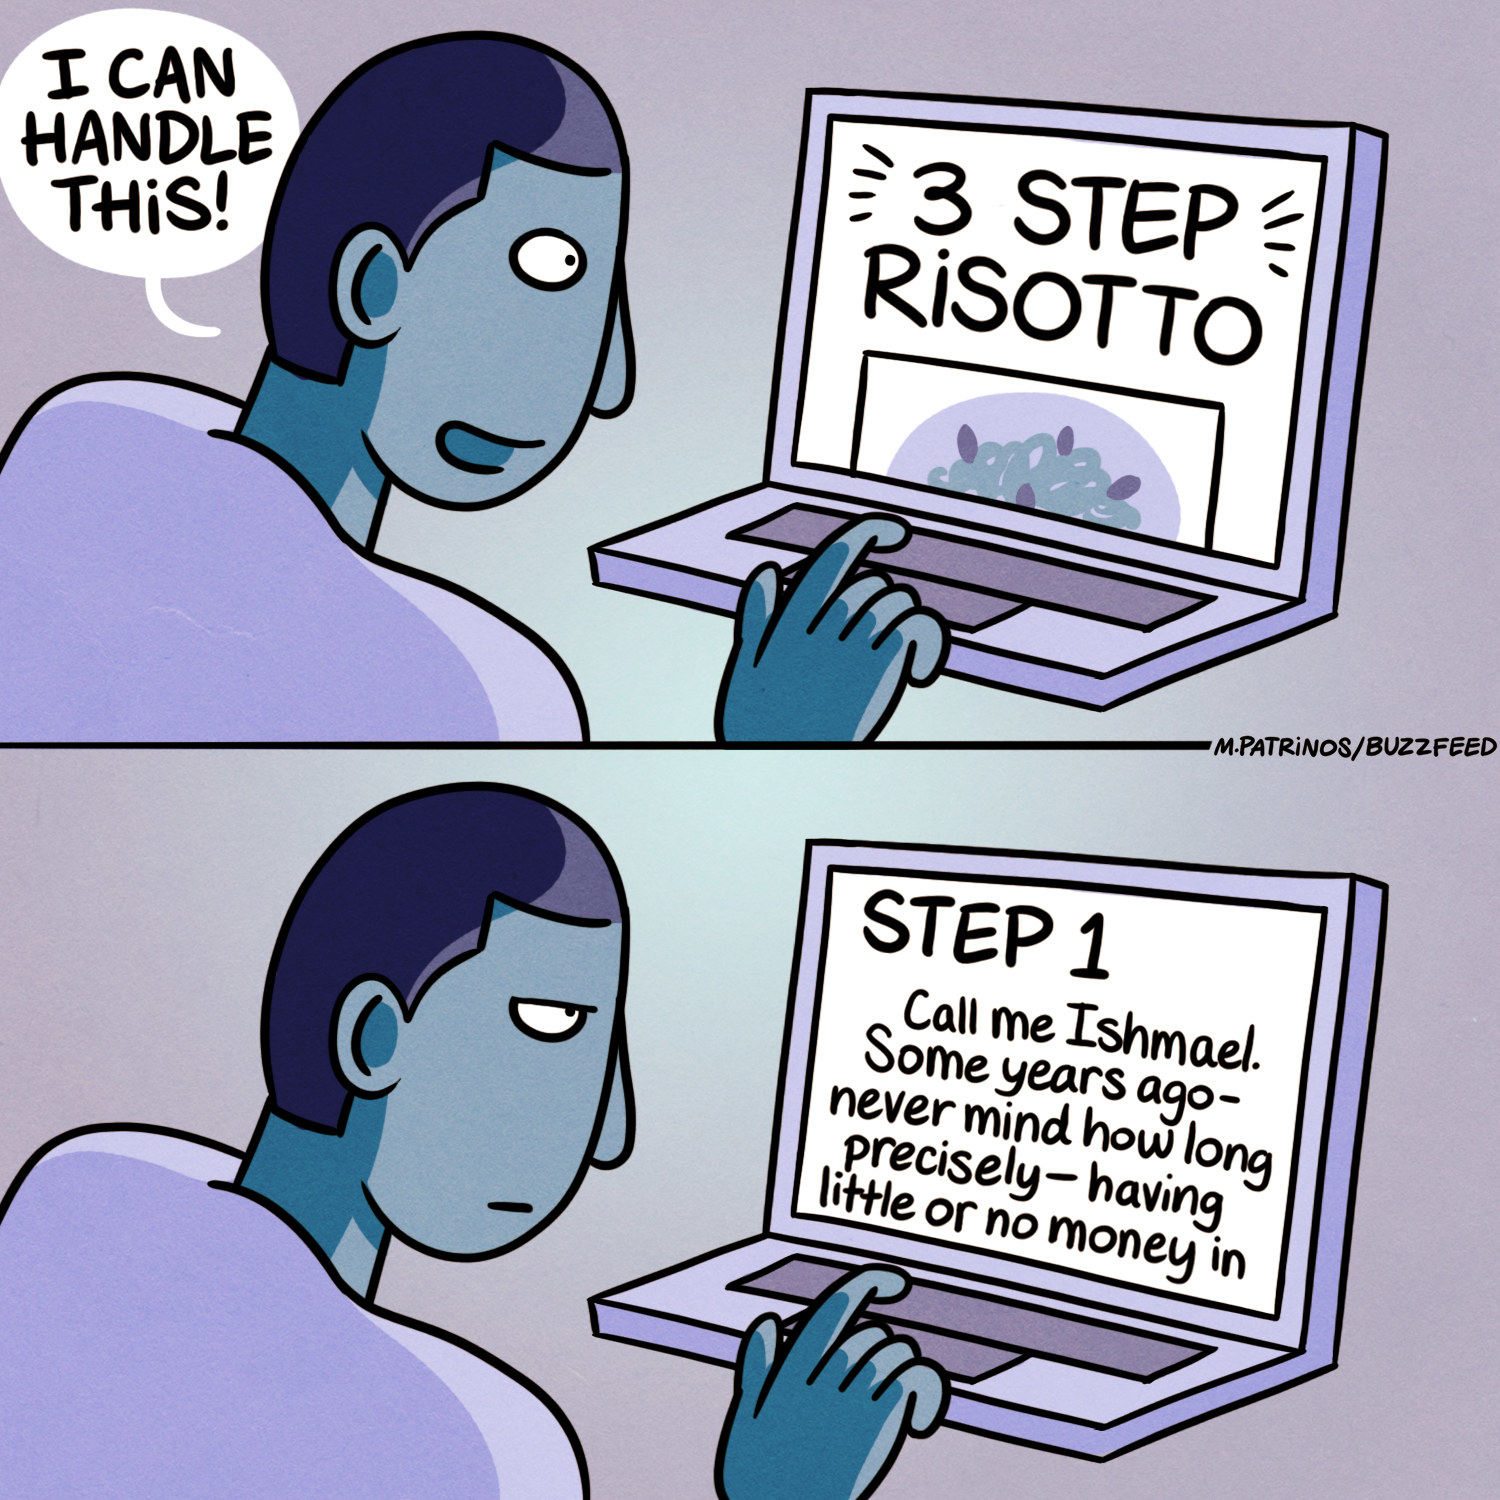 I CAN
HANDLE
THIS!
3 STEP
RISOTTO
M.PATRINOS/BUZZFEED
STEP 1
Call me Ishmael.
Some years ago–
never mind how long
precisely– having
little or no money in